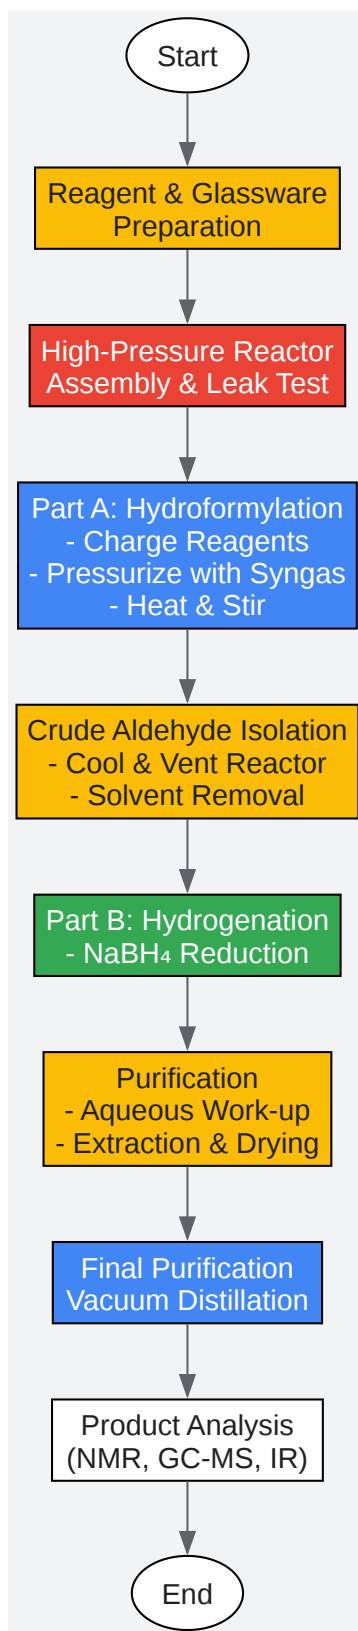 Start
Reagent & Glassware
Preparation
High-Pressure Reactor
Assembly & Leak Test
Part A: Hydroformylation
- Charge Reagents
- Pressurize with Syngas
- Heat & Stir
Crude Aldehyde Isolation
- Cool & Vent Reactor
- Solvent Removal
Part B: Hydrogenation
- NaBH₄ Reduction
Purification
- Aqueous Work-up
- Extraction & Drying
Final Purification
Vacuum Distillation
Product Analysis
(NMR, GC-MS, IR)
End